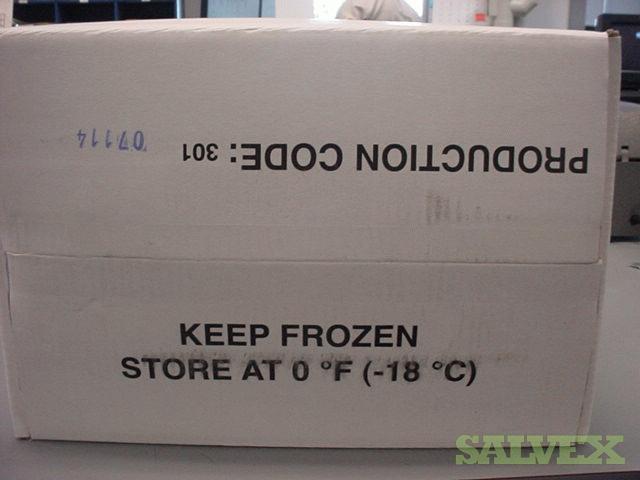 PRODUCTION CODE: 301 07114
KEEP FROZEN
STORE AT 0 °F (-18 °C)
SALVEX